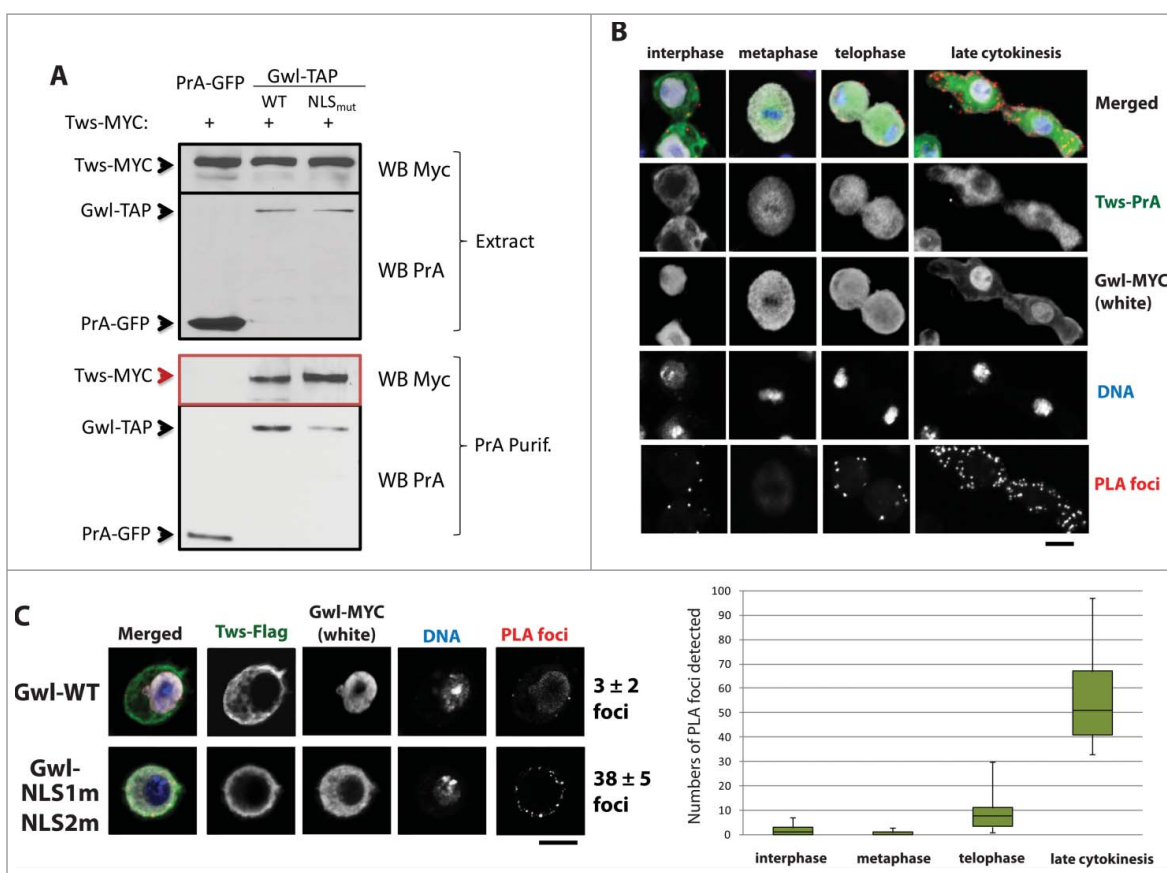 A
PrA-GFP
Gwl-TAP
WT
NLSmut
Tws-MYC: + + +
Tws-MYC
WB Myc
Gwl-TAP
WB PrA
Extract
PrA-GFP
Tws-MYC
WB Myc
Gwl-TAP
WB PrA
PrA Purif.
PrA-GFP
B
interphase metaphase telophase late cytokinesis
Merged
Tws-PrA
Gwl-MYC
(white)
DNA
PLA foci
C
Merged
Tws-Flag
Gwl-MYC
(white)
DNA
PLA foci
Gwl-WT
3 ± 2
foci
Gwl-
NLS1m
NLS2m
38 ± 5
foci
Numbers of PLA foci detected
100
90
80
70
60
50
40
30
20
10
0
interphase metaphase telophase late cytokinesis